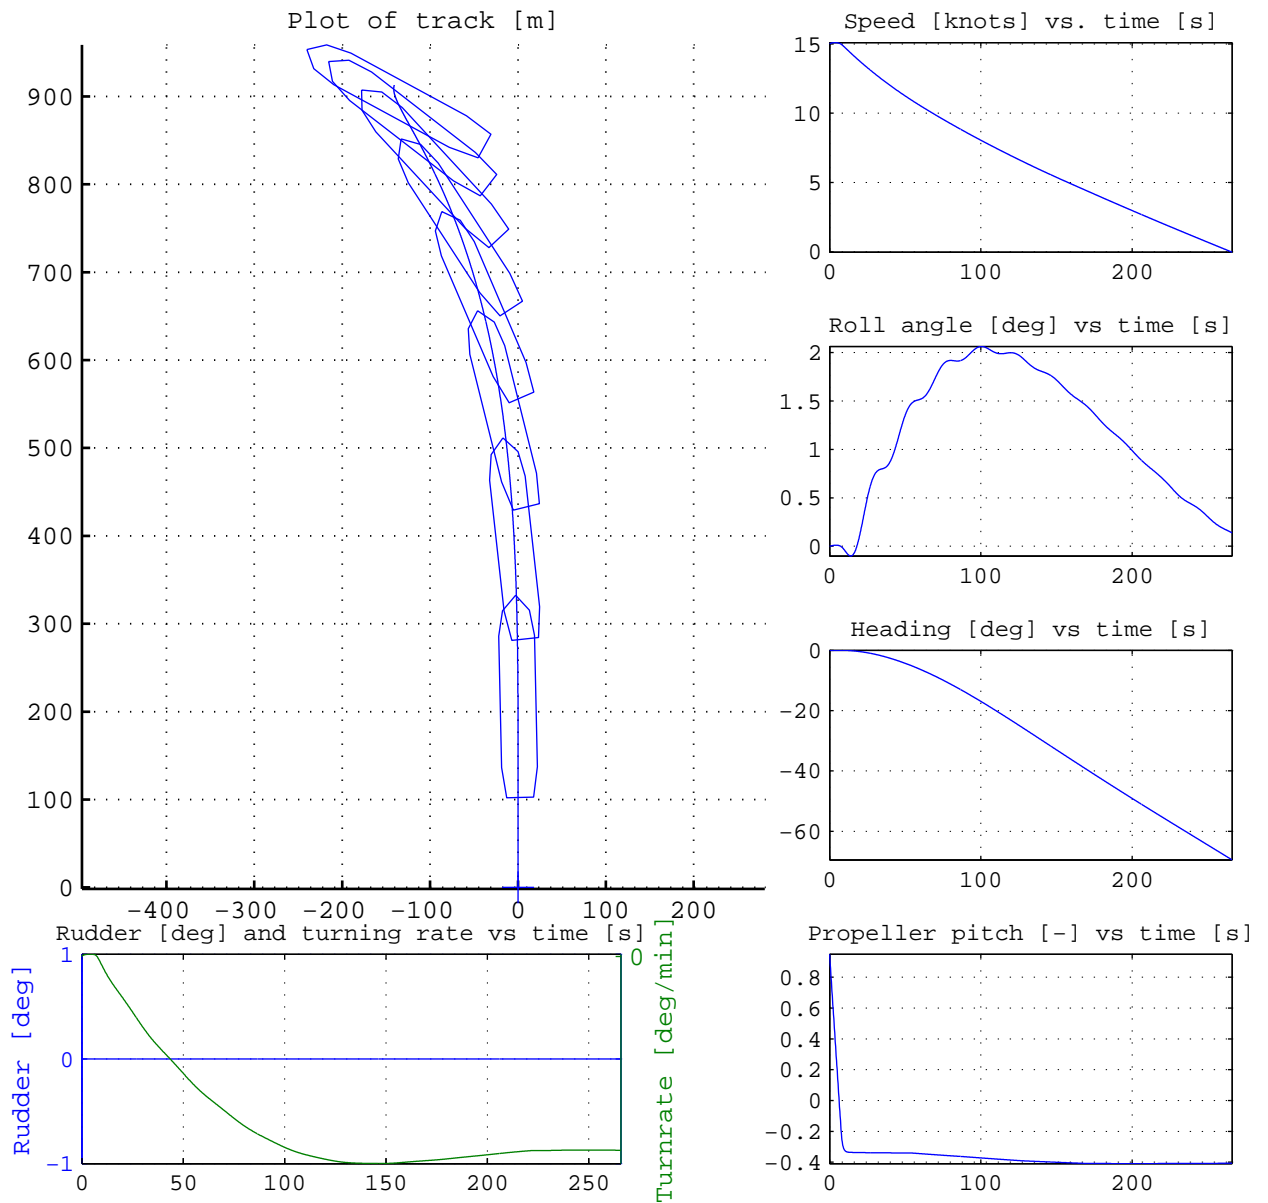 Plot of track [m]
900
800
700
600
500
400
300
200
100
0
−400 −300 −200 −100 0 100 200
Speed [knots] vs. time [s]
15
10
5
0
0 100 200
Roll angle [deg] vs time [s]
2
1.5
1
0.5
0
0 100 200
Heading [deg] vs time [s]
0
−20
−40
−60
0 100 200
Rudder [deg] and turning rate vs time [s]
Rudder [deg]
1
0
−1
0 50 100 150 200 250
0
Turnrate [deg/min]
Propeller pitch [−] vs time [s]
0.8
0.6
0.4
0.2
0
−0.2
−0.4
0 100 200